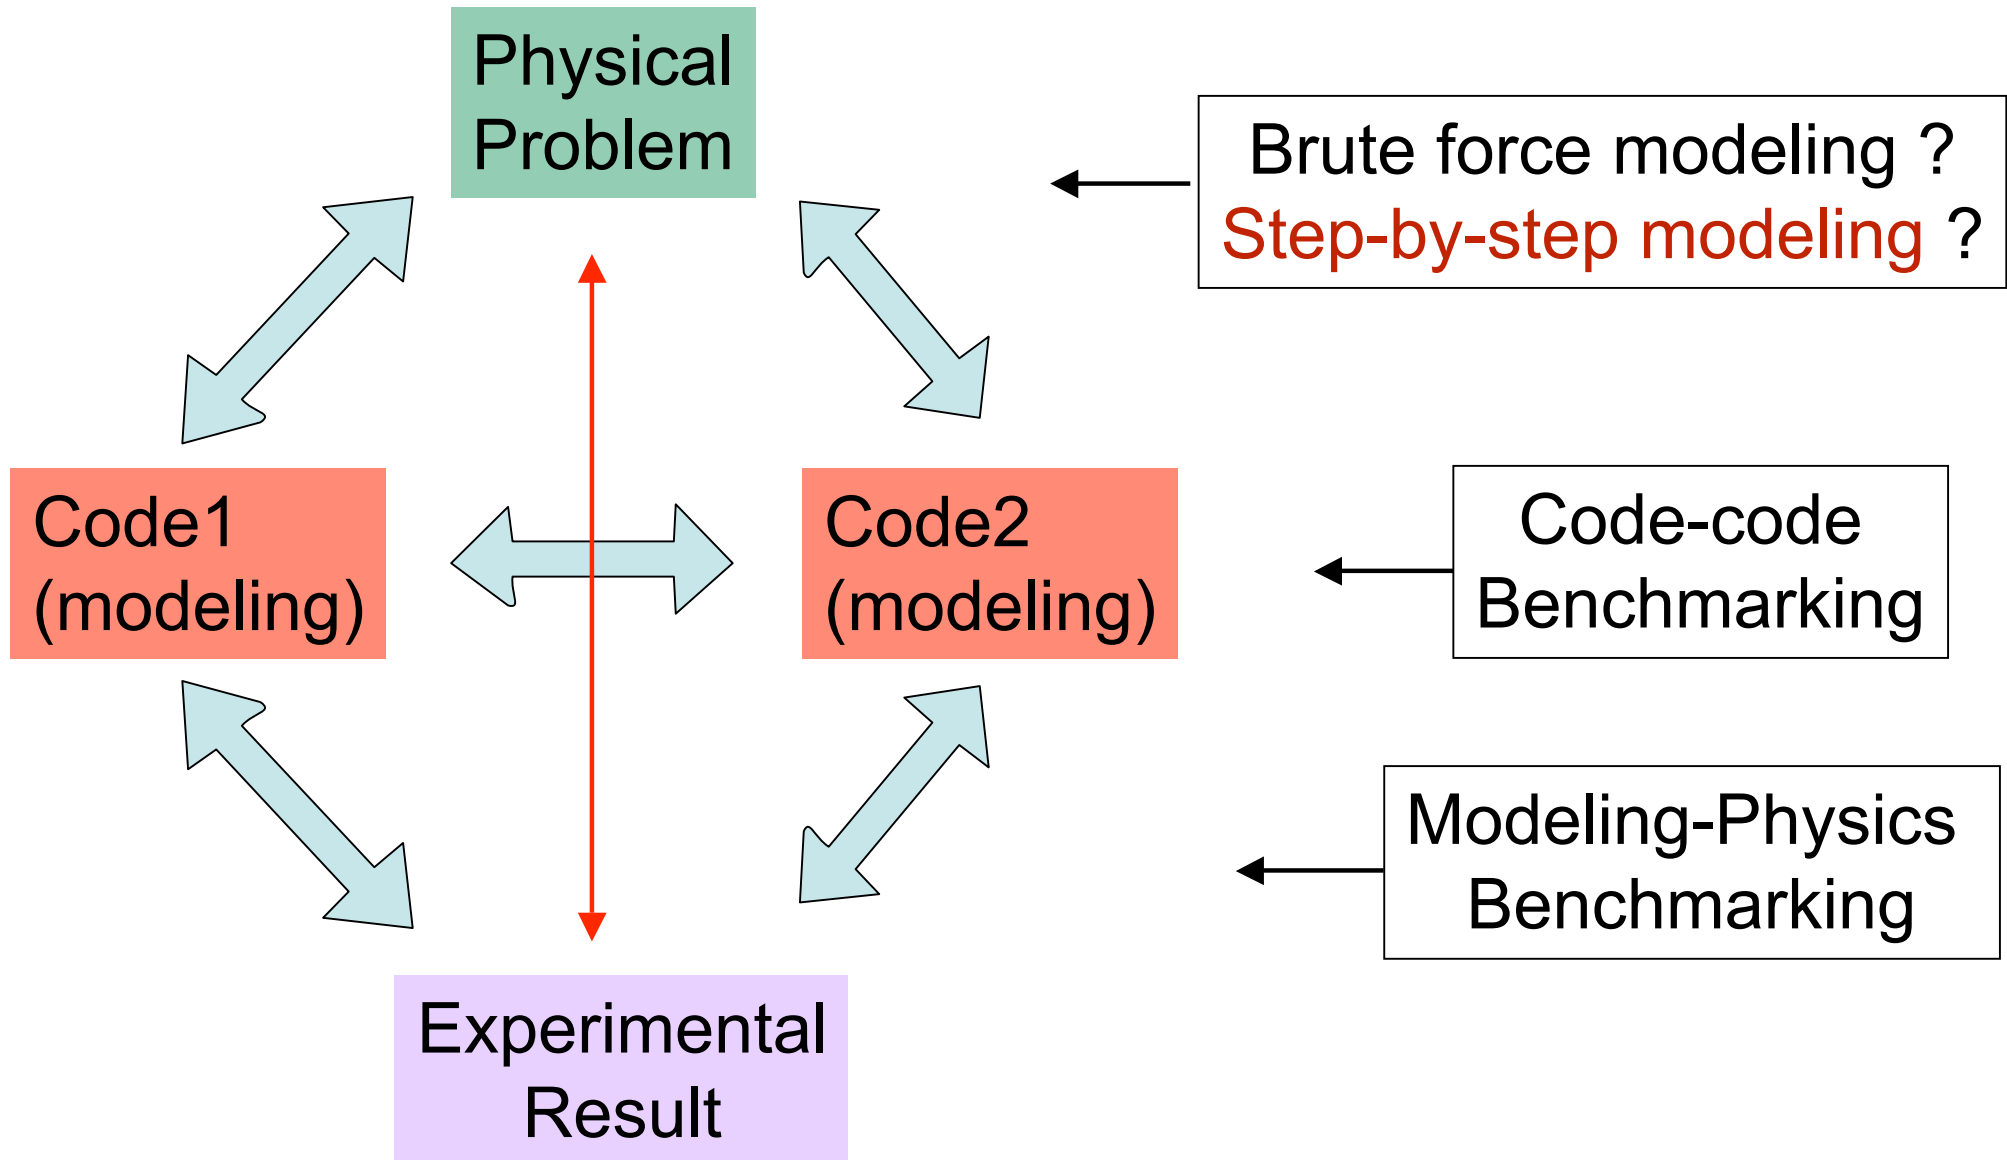 Physical
Problem
Brute force modeling ?
Step-by-step modeling ?
Code1
(modeling)
Code2
(modeling)
Code-code
Benchmarking
Modeling-Physics
Benchmarking
Experimental
Result